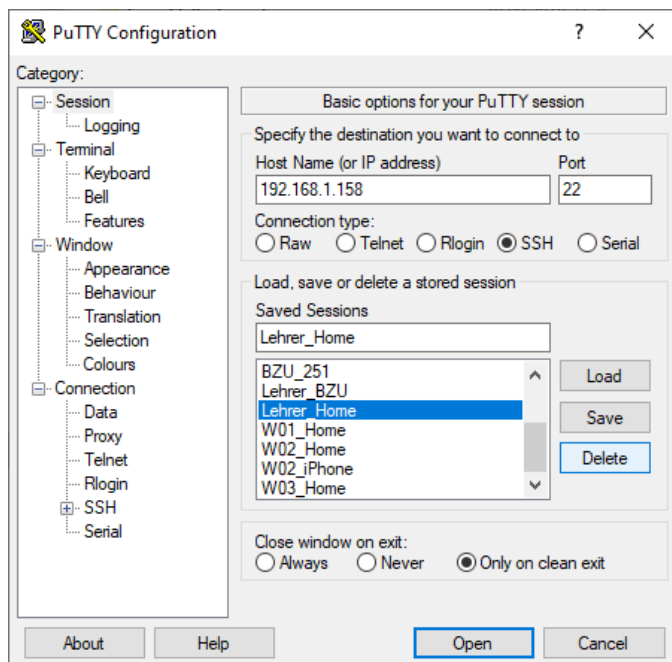 PuTTY Configuration
?
Category:
Session
Logging
Terminal
Keyboard
Bell
Features
Window
Appearance
Behaviour
Translation
Selection
Colours
Connection
Data
Proxy
Telnet
Rlogin
SSH
Serial
Basic options for your PuTTY session
Specify the destination you want to connect to
Host Name (or IP address) Port
192.168.1.158 22
Connection type:
Raw Telnet Rlogin SSH Serial
Load, save or delete a stored session
Saved Sessions
Lehrer_Home
BZU_251
Lehrer_BZU
Lehrer_Home
W01_Home
W02_Home
W02_iPhone
W03_Home
Load
Save
Delete
Close window on exit:
Always Never Only on clean exit
About Help Open Cancel